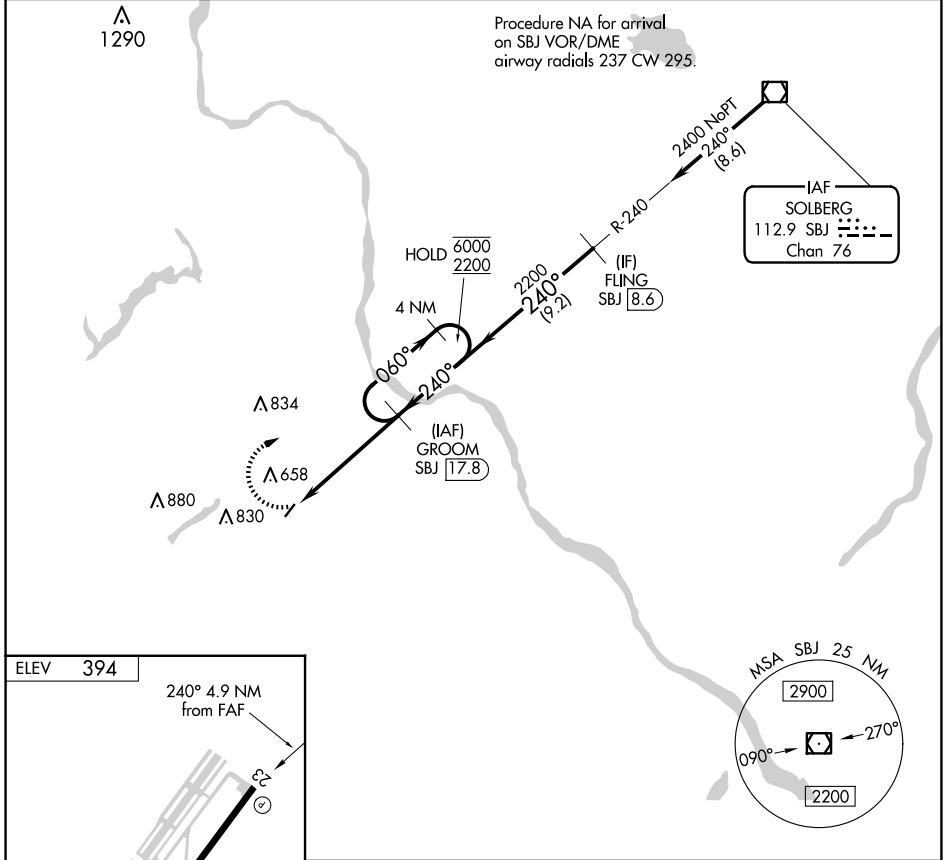 1290
Procedure NA for arrival
on SBJ VOR/DME
airway radials 237 CW 295.
2400 NoPT
240°
(8.6)
IAF
SOLBERG
112.9 SBJ
Chan 76
R-240
HOLD 6000
2200
(IF)
FLING
SBJ 8.6
2200
240°
(9.2)
4 NM
060°
240°
(IAF)
GROOM
SBJ 17.8
834
658
880
830
ELEV 394
240° 4.9 NM
from FAF
23
P
MSA SBJ 25 NM
2900
270°
090°
2200